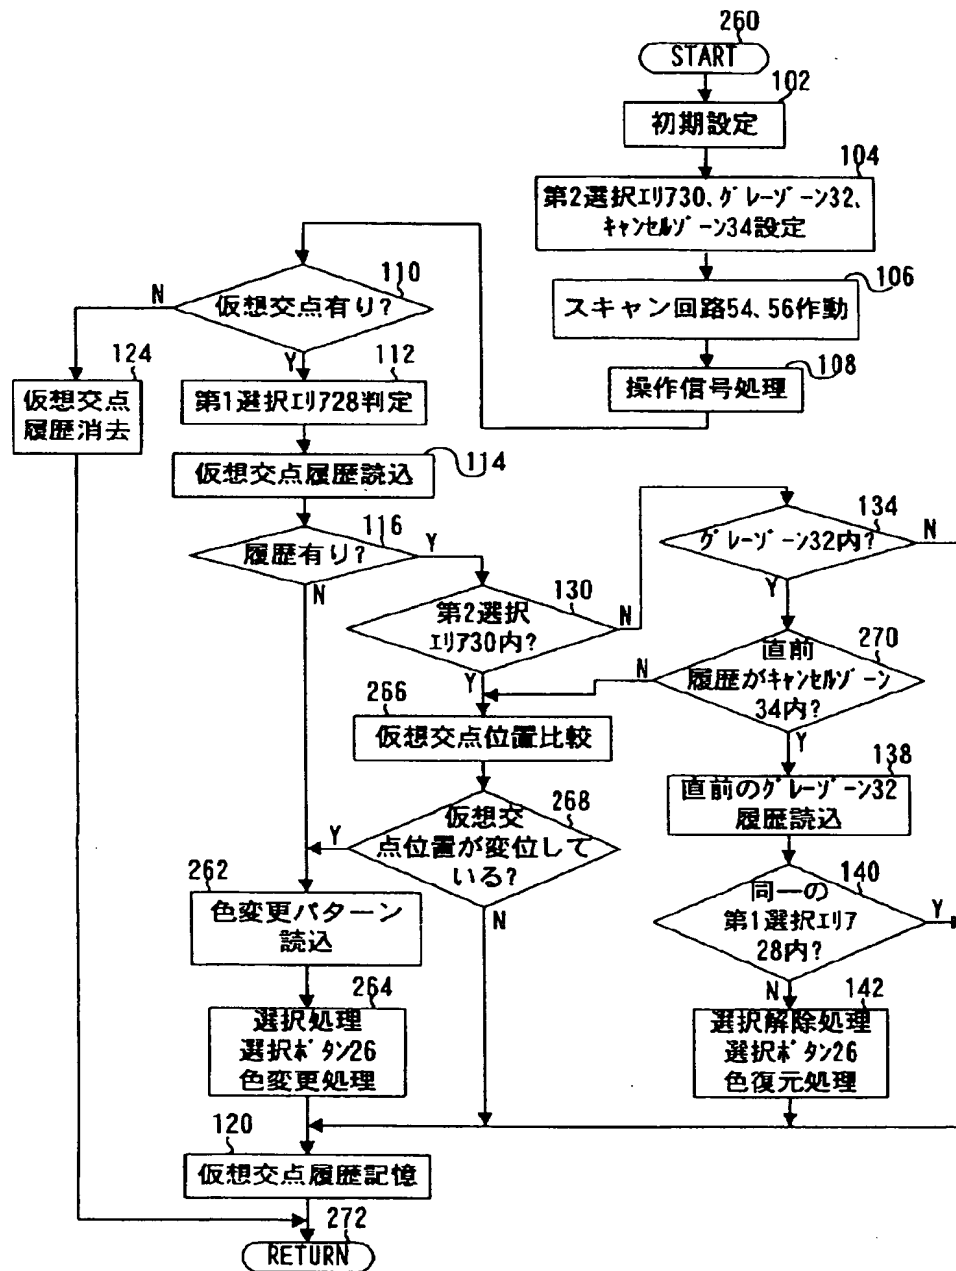 260
START
102
初期設定
104
第2選択ｴﾘｱ30、ｸﾞﾚｰｿﾞｰﾝ32、
ｷｬﾝｾﾙｿﾞｰﾝ34設定
106
スキャン回路54、56作動
108
操作信号処理
110
仮想交点有り?
N
Y
124
仮想交点
履歴消去
112
第1選択ｴﾘｱ28判定
114
仮想交点履歴読込
116
履歴有り?
Y
N
130
第2選択
ｴﾘｱ30内?
N
Y
134
ｸﾞﾚｰｿﾞｰﾝ32内?
N
Y
270
直前
履歴がｷｬﾝｾﾙｿﾞｰﾝ
34内?
N
Y
266
仮想交点位置比較
268
仮想交
点位置が変位して
いる?
Y
N
138
直前のｸﾞﾚｰｿﾞｰﾝ32
履歴読込
140
同一の
第1選択ｴﾘｱ
28内?
Y
N
262
色変更パターン
読込
264
選択処理
選択ﾎﾞﾀﾝ26
色変更処理
142
選択解除処理
選択ﾎﾞﾀﾝ26
色復元処理
120
仮想交点履歴記憶
272
RETURN